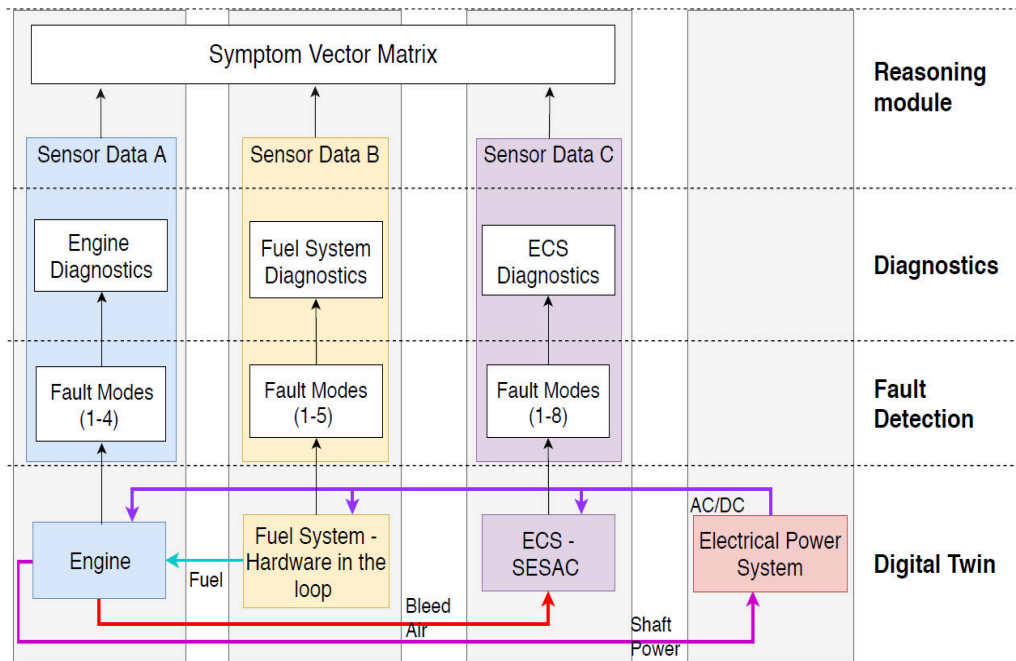 Symptom Vector Matrix
Reasoning
module
Sensor Data A
Sensor Data B
Sensor Data C
Engine
Diagnostics
Fuel System
Diagnostics
ECS
Diagnostics
Diagnostics
Fault Modes
(1-4)
Fault Modes
(1-5)
Fault Modes
(1-8)
Fault
Detection
AC/DC
Engine
Fuel System -
Hardware in the
loop
ECS -
SESAC
Electrical Power
System
Digital Twin
Fuel
Bleed
Air
Shaft
Power